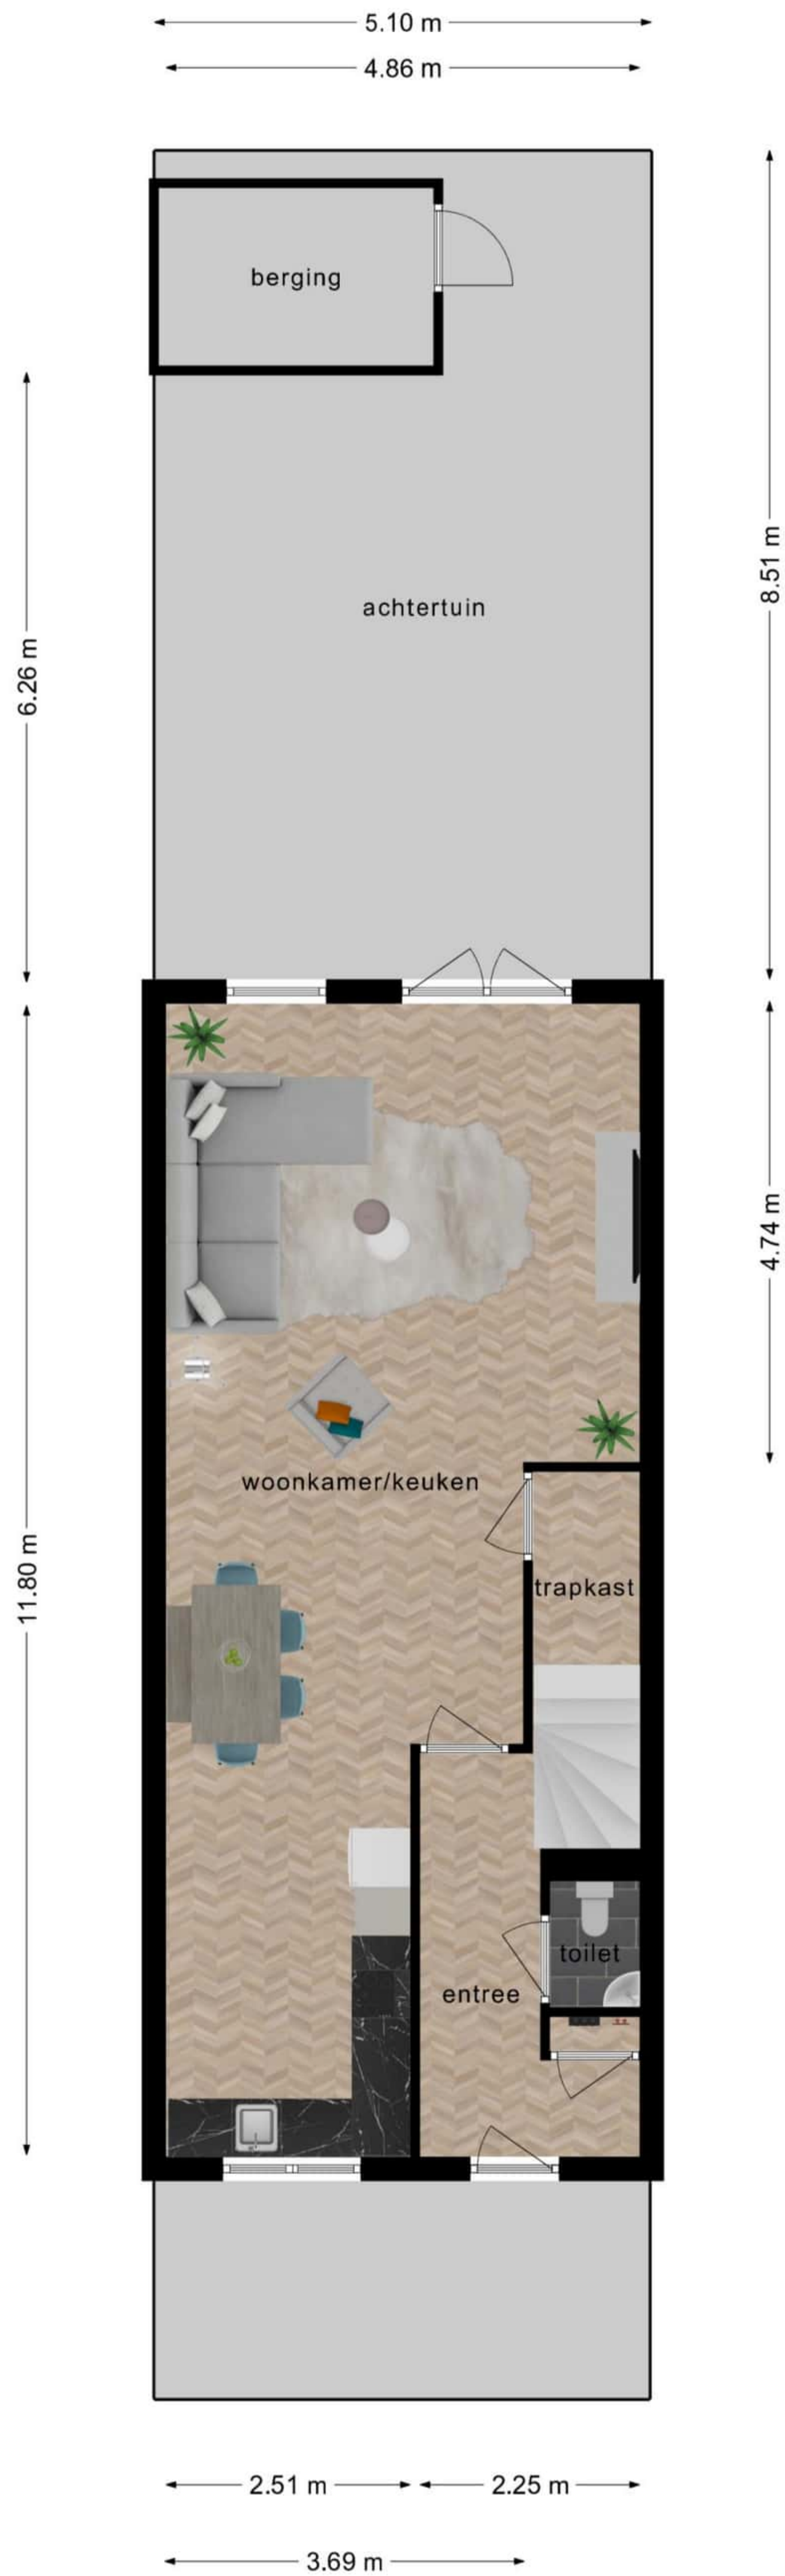 5.10 m
4.86 m
berging
achtertuin
6.26 m
8.51 m
4.74 m
woonkamer/keuken
11.80 m
trapkast
toilet
entree
2.51 m
2.25 m
3.69 m